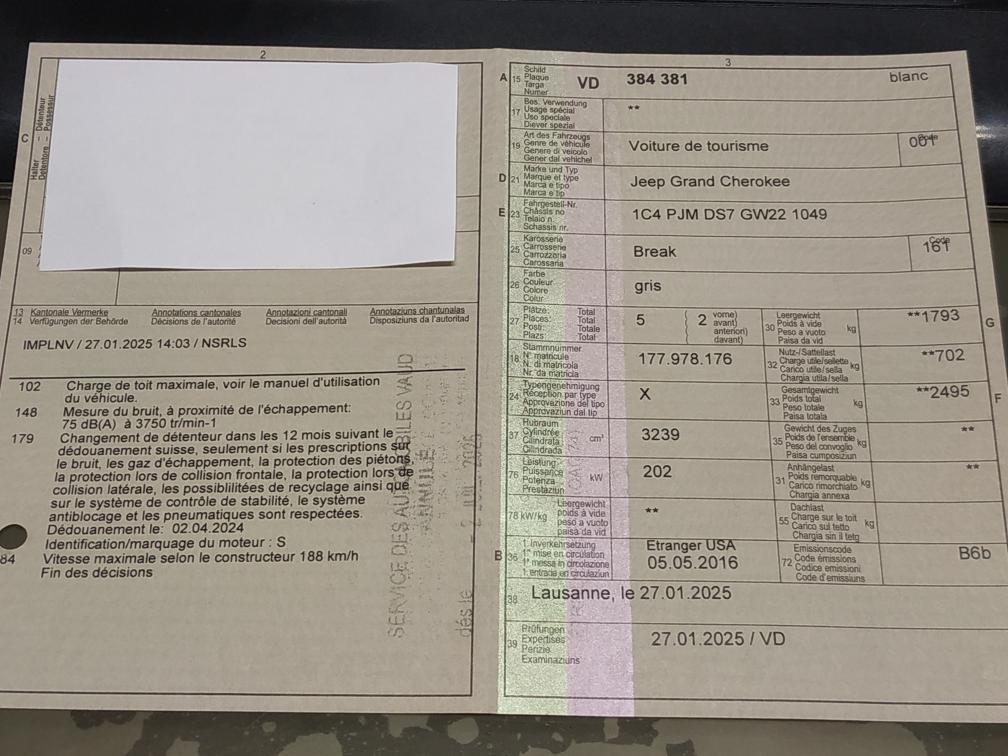 2
C
Halter – Détenteur
Detentore – Possessur
09
13 Kantonale Vermerke Annotations cantonales Annotazioni cantonali Annotaziuns chantunalas
14 Verfügungen der Behörde Décisions de l'autorité Decisioni dell'autorità Disposiziuns da l'autoritad
IMPLNV / 27.01.2025 14:03 / NSRLS
102 Charge de toit maximale, voir le manuel d'utilisation
du véhicule.
148 Mesure du bruit, à proximité de l'échappement:
75 dB(A) à 3750 tr/min-1
179 Changement de détenteur dans les 12 mois suivant le
dédouanement suisse, seulement si les prescriptions sur
le bruit, les gaz d'échappement, la protection des piétons,
la protection lors de collision frontale, la protection lors de
collision latérale, les possiblilitées de recyclage ainsi que
sur le système de contrôle de stabilité, le système
antiblocage et les pneumatiques sont respectées.
Dédouanement le: 02.04.2024
Identification/marquage du moteur : S
84 Vitesse maximale selon le constructeur 188 km/h
Fin des décisions
SERVICE DES AUTOMOBILES VAUD
ANNULÉ
dès le
3
A 15 Schild
Plaque
Targa
Numer
VD 384 381 blanc
17 Bes. Verwendung
Usage spécial
Uso speciale
Diever spezial
**
19 Art des Fahrzeugs
Genre de véhicule
Genere di veicolo
Gener dal vehichel
Voiture de tourisme
Code
001
D 21 Marke und Typ
Marque et type
Marca e tipo
Marca e tip
Jeep Grand Cherokee
E 23 Fahrgestell-Nr.
Châssis no
Telaio n.
Schassis nr.
1C4 PJM DS7 GW22 1049
25 Karosserie
Carrosserie
Carrozzeria
Carossaria
Break
Code
161
26 Farbe
Couleur
Colore
Colur
gris
27 Plätze: Total
Places: Total
Posti: Totale
Plazs: Total
5
2 vorne)
avant)
anteriori)
davant)
30 Leergewicht
Poids à vide
Peso a vuoto
Paisa da vid
kg
**1793
G
18 Stammnummer
N° matricule
N. di matricola
Nr. da matricla
177.978.176
32 Nutz-/Sattellast
Charge utile/sellette
Carico utile/sella
Chargia utila/sella
kg
**702
24 Typengenehmigung
Réception par type
Approvazione del tipo
Approvaziun dal tip
X
33 Gesamtgewicht
Poids total
Peso totale
Paisa totala
kg
**2495
F
37 Hubraum
Cylindrée
Cilindrata
Cilindrada
cm³
3239
35 Gewicht des Zuges
Poids de l'ensemble
Peso del convoglio
Paisa cumposiziun
kg
**
76 Leistung
Puissance
Potenza
Prestaziun
kW
202
31 Anhängelast
Poids remorquable
Carico rimorchiato
Chargia annexa
kg
**
78 kW/kg
Leergewicht
poids à vide
peso a vuoto
paisa da vid
**
55 Dachlast
Charge sur le toit
Carico sul tetto
Chargia sin il tetg
kg
B 36 1. Inverkehrsetzung
1re mise en circulation
1a messa in circolazione
1. entrada en circulaziun
Etranger USA
05.05.2016
72 Emissionscode
Code émissions
Codice emissioni
Code d'emissiuns
B6b
38 Lausanne, le 27.01.2025
39 Prüfungen
Expertises
Perizie
Examinaziuns
27.01.2025 / VD